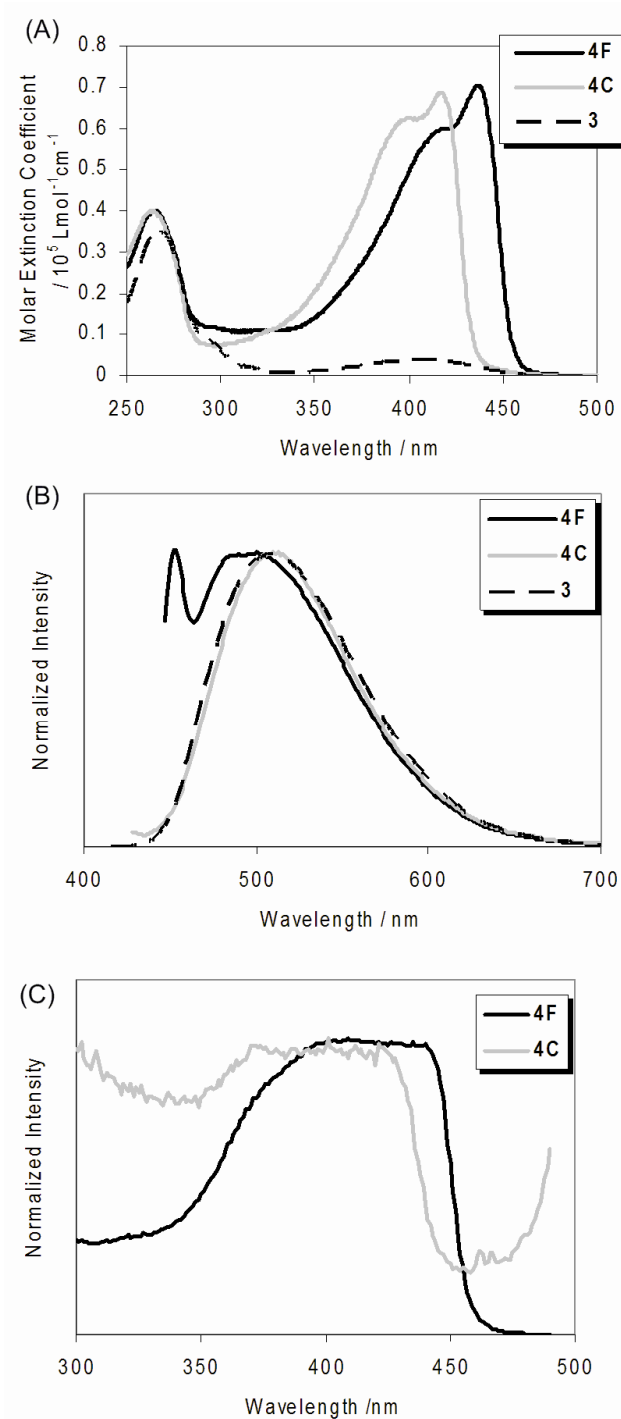 (A)
0.8
0.7
0.6
0.5
0.4
0.3
0.2
0.1
0
Molar Extinction Coefficient
/ 10⁵ Lmol⁻¹cm⁻¹
250 300 350 400 450 500
Wavelength / nm
4F
4C
3
(B)
Normalized Intensity
400 500 600 700
Wavelength / nm
4F
4C
3
(C)
Normalized Intensity
300 350 400 450 500
Wavelength /nm
4F
4C